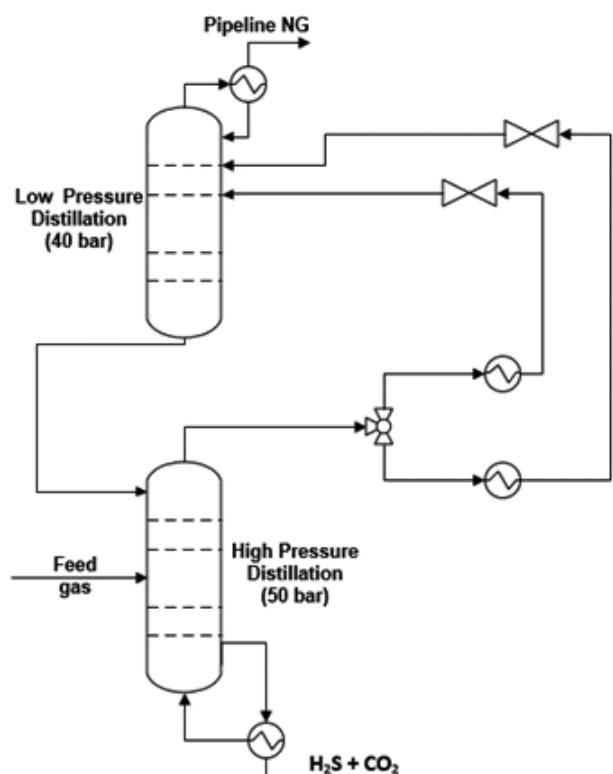 Pipeline NG
Low Pressure
Distillation
(40 bar)
High Pressure
Distillation
(50 bar)
Feed
gas
H₂S + CO₂